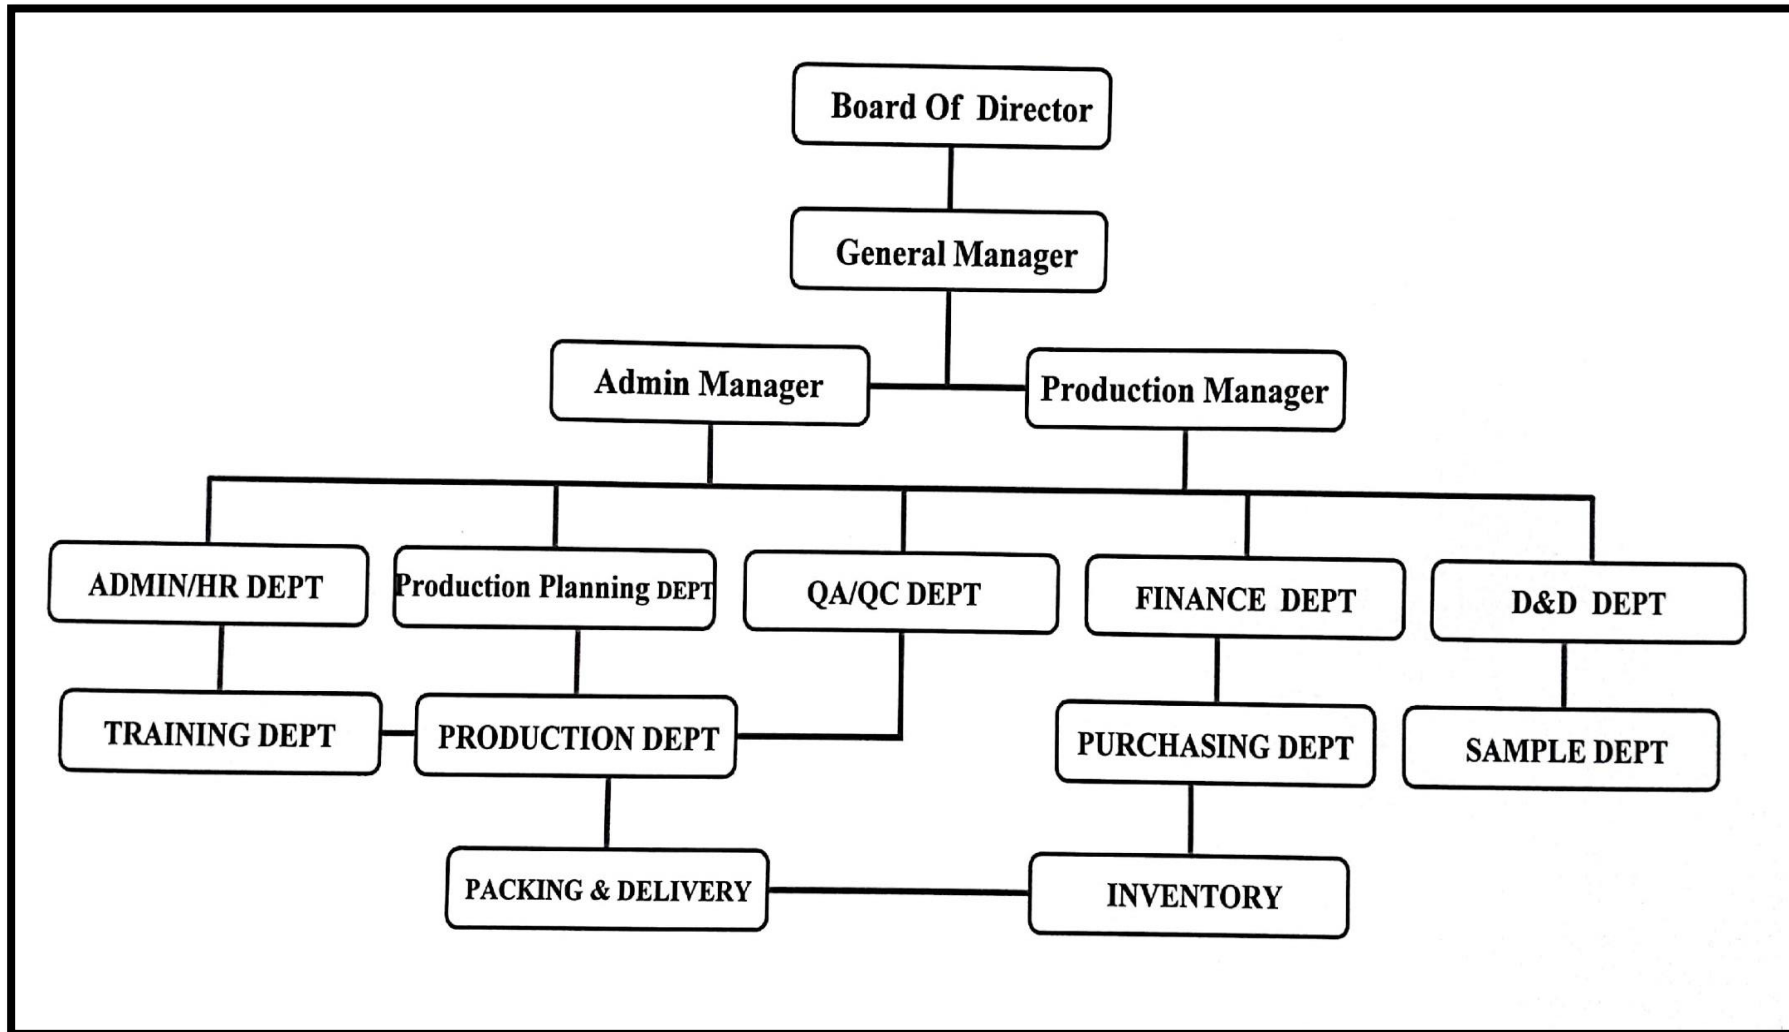 Board Of Director
General Manager
Admin Manager
Production Manager
ADMIN/HR DEPT
Production Planning DEPT
QA/QC DEPT
FINANCE DEPT
D&D DEPT
TRAINING DEPT
PRODUCTION DEPT
PURCHASING DEPT
SAMPLE DEPT
PACKING & DELIVERY
INVENTORY